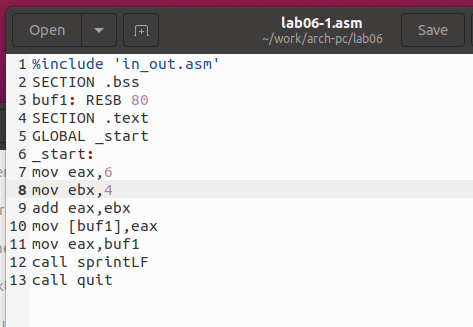 Open
lab06-1.asm
~/work/arch-pc/lab06
Save
1 %include 'in_out.asm'
2 SECTION .bss
3 buf1: RESB 80
4 SECTION .text
5 GLOBAL _start
6 _start:
7 mov eax,6
8 mov ebx,4
9 add eax,ebx
10 mov [buf1],eax
11 mov eax,buf1
12 call sprintLF
13 call quit